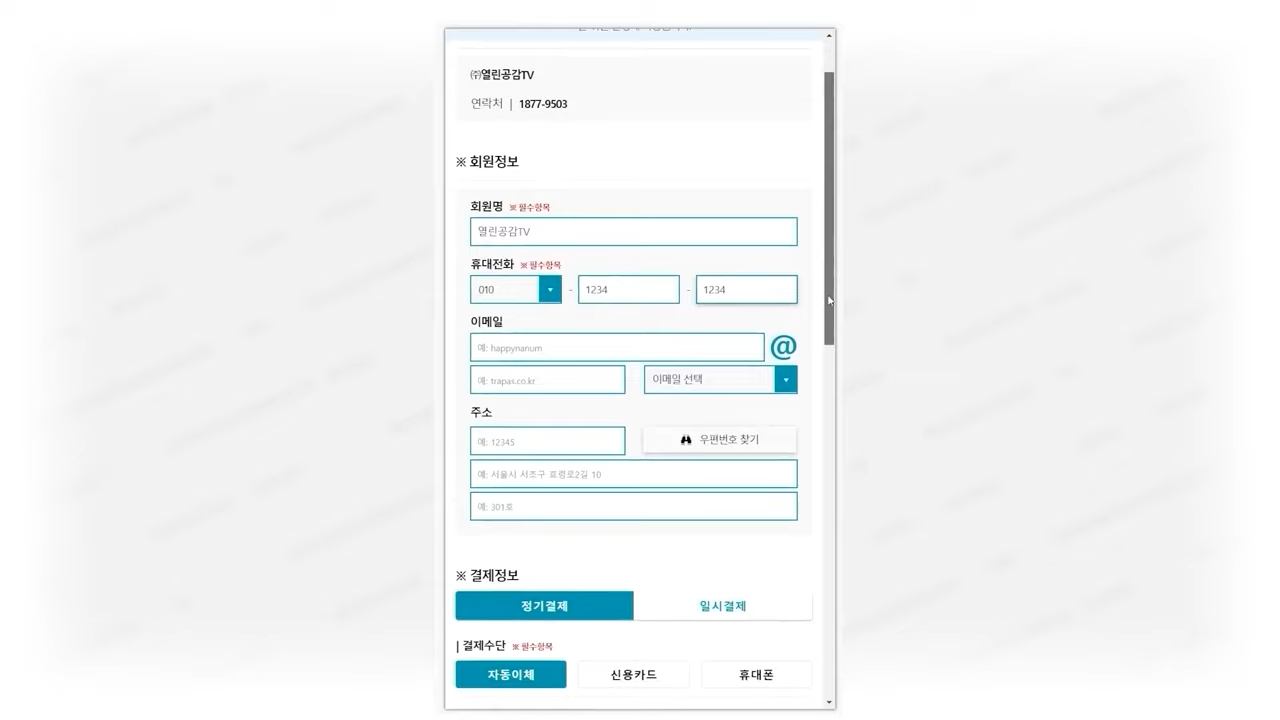 ㈜열린공감TV
연락처 | 1877-9503
※ 회원정보
회원명 ※ 필수항목
열린공감TV
휴대전화 ※ 필수항목
010 - 1234 - 1234
이메일
예: happynanum @
예: trapas.co.kr 이메일 선택
주소
예: 12345 우편번호 찾기
예: 서울시 서초구 효령로2길 10
예: 301호
※ 결제정보
정기결제 일시결제
| 결제수단 ※ 필수항목
자동이체 신용카드 휴대폰